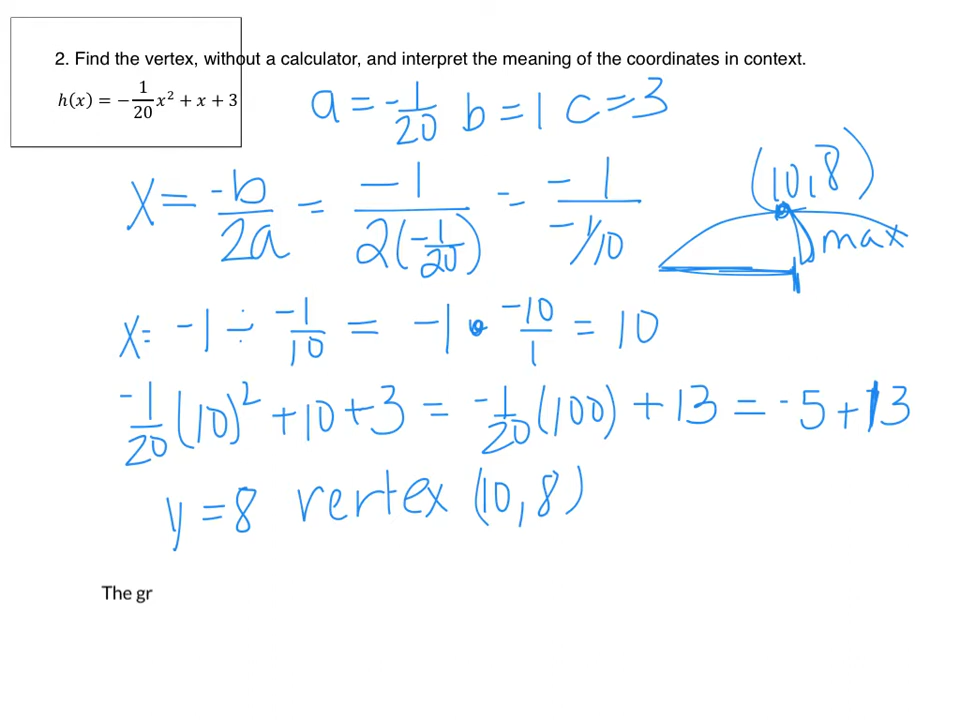 2. Find the vertex, without a calculator, and interpret the meaning of the coordinates in context.
h(x) = -1/20 x² + x + 3
a = -1/20 b = 1 c = 3
x = -b/2a = -1/2(-1/20) = -1/-1/10
(10,8)
max
x = -1 ÷ -1/10 = -1 • -10/1 = 10
-1/20 (10)² + 10 + 3 = -1/20 (100) + 13 = -5 + 13
y = 8 vertex (10,8)
The gr